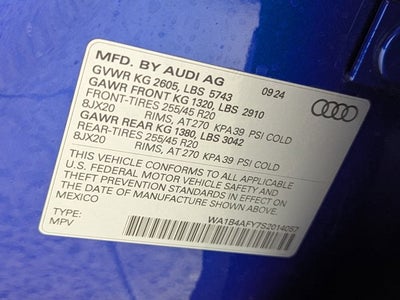 MFD. BY AUDI AG 09/24
GVWR KG 2605, LBS 5743
GAWR FRONT KG 1320, LBS 2910
FRONT-TIRES 255/45 R20
8JX20 RIMS, AT 270 KPA39 PSI COLD
GAWR REAR KG 1380, LBS 3042
REAR-TIRES 255/45 R20
8JX20 RIMS, AT 270 KPA39 PSI COLD
THIS VEHICLE CONFORMS TO ALL APPLICABLE
U.S. FEDERAL MOTOR VEHICLE SAFETY AND
THEFT PREVENTION STANDARDS IN EFFECT ON
THE DATE OF MANUFACTURE SHOWN ABOVE.
MEXICO
WA1B4AFY7S2014087
TYPE:
MPV